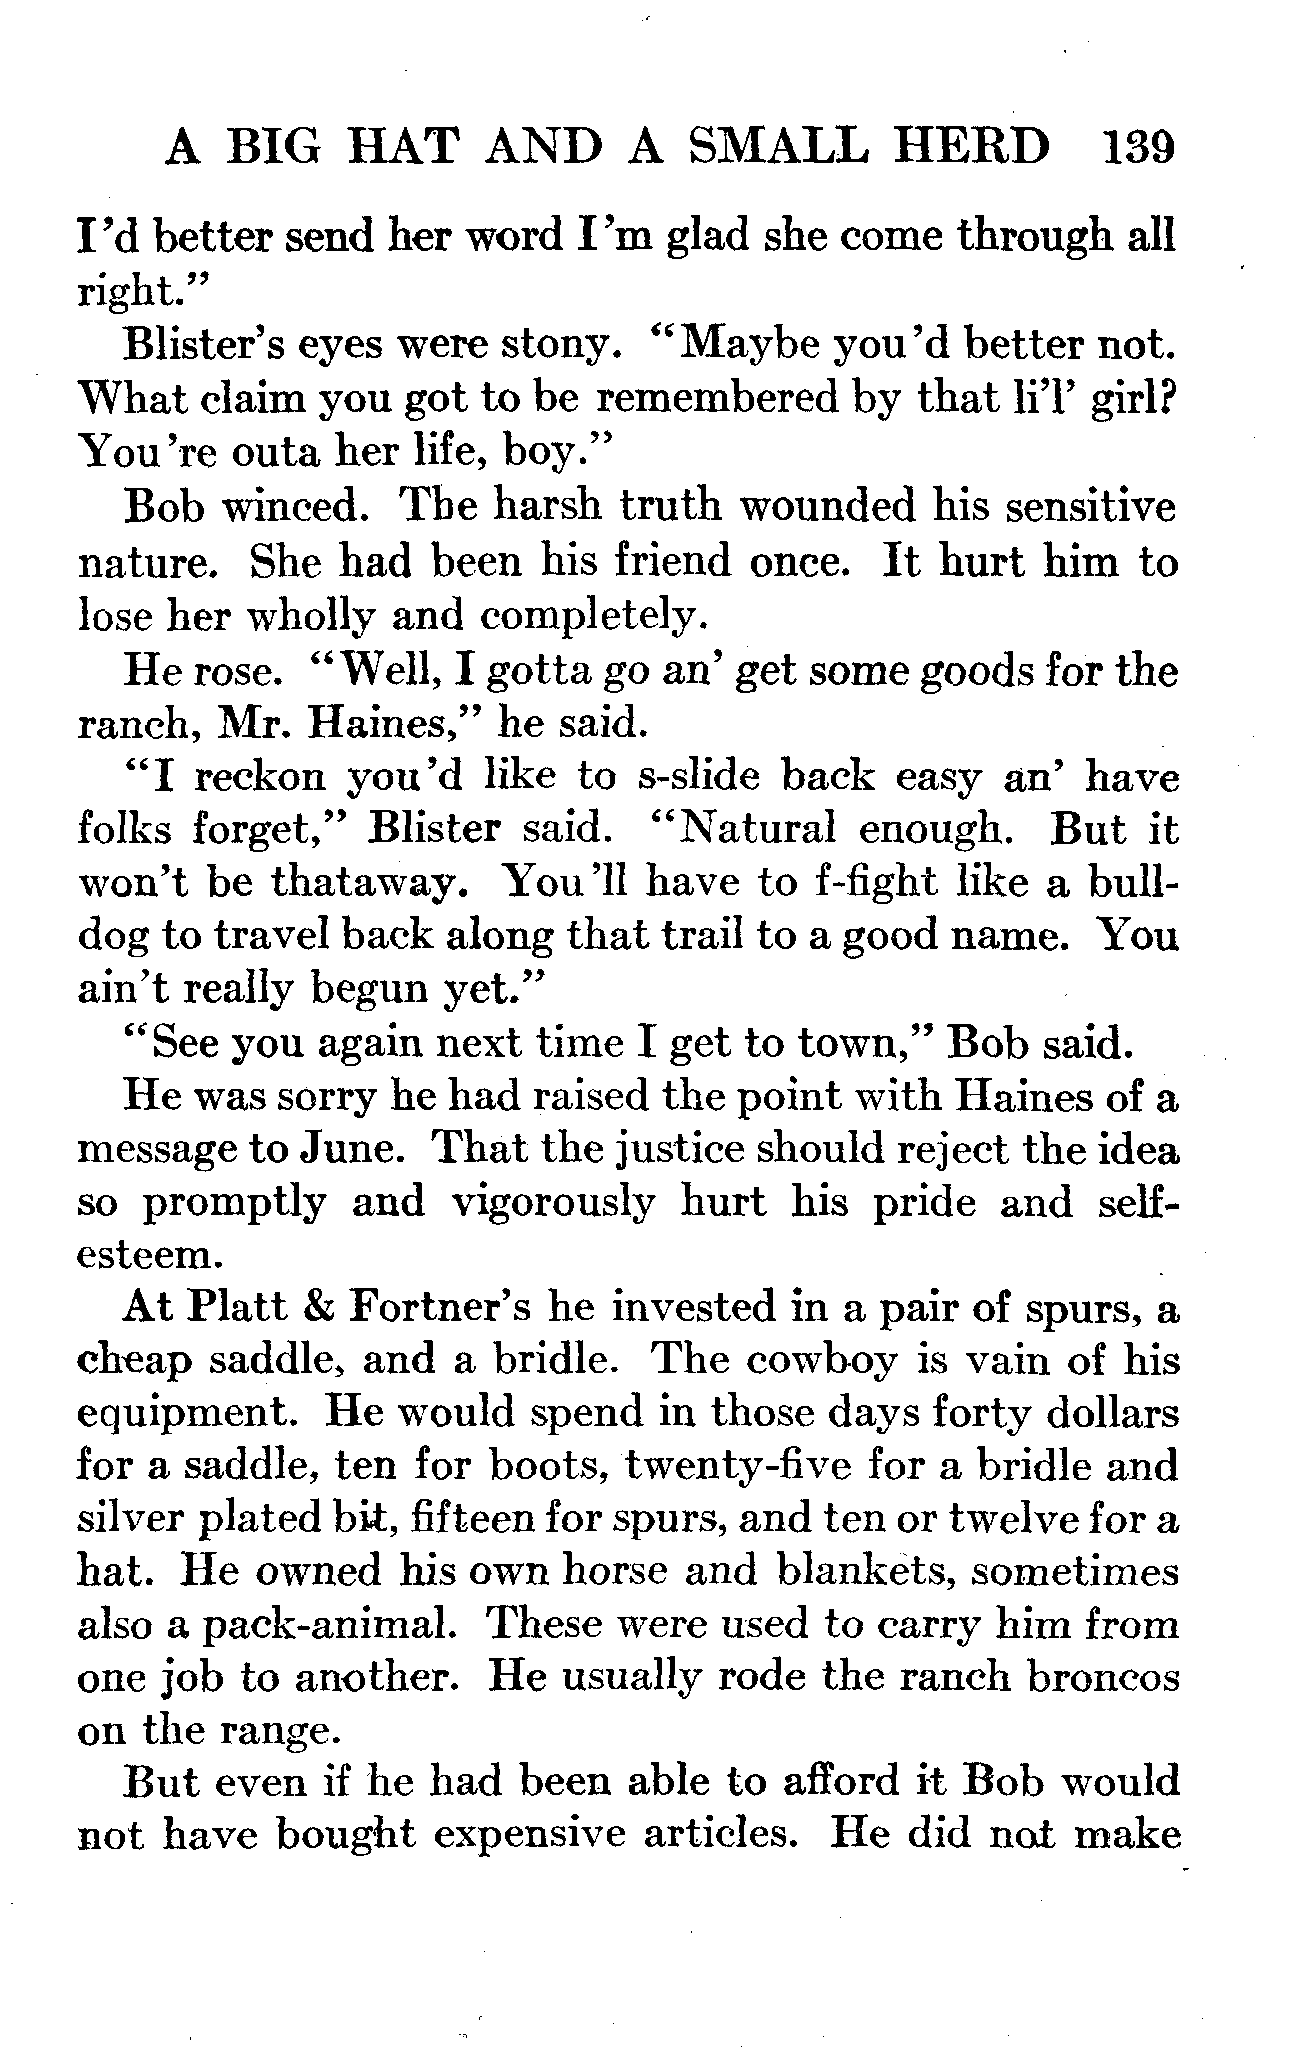 A BIG HAT AND A SMALL HERD 139
I'd better send her word I'm glad she come through all
right."
Blister's eyes were stony. "Maybe you'd better not.
What claim you got to be remembered by that li'l' girl?
You're outa her life, boy."
Bob winced. The harsh truth wounded his sensitive
nature. She had been his friend once. It hurt him to
lose her wholly and completely.
He rose. "Well, I gotta go an' get some goods for the
ranch, Mr. Haines," he said.
"I reckon you'd like to s-slide back easy an' have
folks forget," Blister said. "Natural enough. But it
won't be thataway. You'll have to f-fight like a bull-
dog to travel back along that trail to a good name. You
ain't really begun yet."
"See you again next time I get to town," Bob said.
He was sorry he had raised the point with Haines of a
message to June. That the justice should reject the idea
so promptly and vigorously hurt his pride and self-
esteem.
At Platt & Fortner's he invested in a pair of spurs, a
cheap saddle, and a bridle. The cowboy is vain of his
equipment. He would spend in those days forty dollars
for a saddle, ten for boots, twenty-five for a bridle and
silver plated bit, fifteen for spurs, and ten or twelve for a
hat. He owned his own horse and blankets, sometimes
also a pack-animal. These were used to carry him from
one job to another. He usually rode the ranch broncos
on the range.
But even if he had been able to afford it Bob would
not have bought expensive articles. He did not make